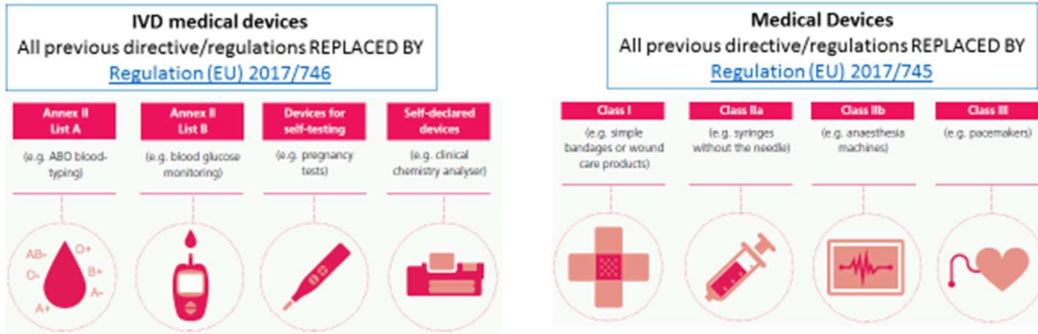 IVD medical devices
All previous directive/regulations REPLACED BY
Regulation (EU) 2017/746
Annex II
List A
(e.g. ABO blood-
typing)
Annex II
List B
(e.g. blood glucose
monitoring)
Devices for
self-testing
(e.g. pregnancy
tests)
Self-declared
devices
(e.g. clinical
chemistry analyser)
AB-
O+
O-
B+
A-
A+
Medical Devices
All previous directive/regulations REPLACED BY
Regulation (EU) 2017/745
Class I
(e.g. simple
bandages or wound
care products)
Class IIa
(e.g. syringes
without the needle)
Class IIb
(e.g. anaesthesia
machines)
Class III
(e.g. pacemakers)